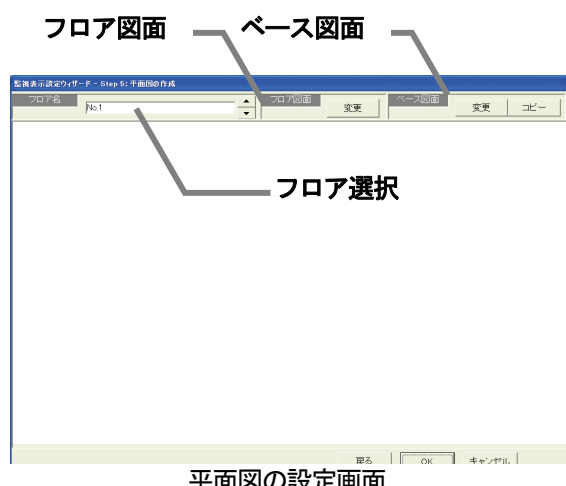 フロア図面 ベース図面
監視表示設定ウィザード - Step 5: 平面図の作成
フロア名 No.1 フロア図面 変更 ベース図面 変更 コピー
フロア選択
戻る OK キャンセル
平面図の設定画面